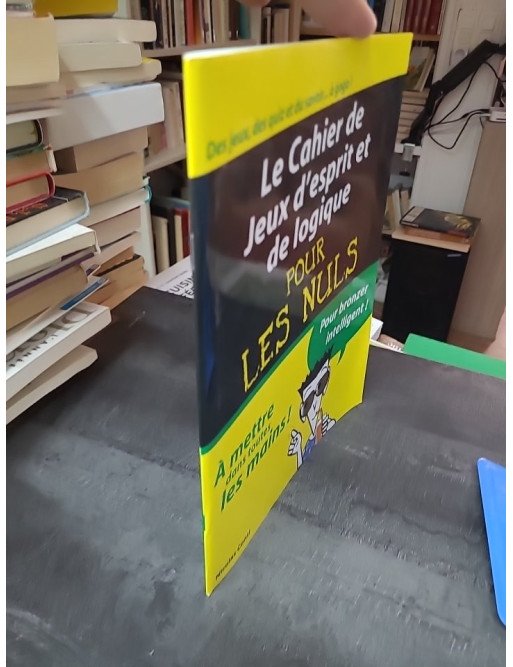 Des jeux, des quiz et du savoir... à gogo !
Le Cahier de
Jeux d'esprit et
de logique
POUR
LES NULS
Pour bronzer
intelligent !
À mettre
dans toutes
les mains !